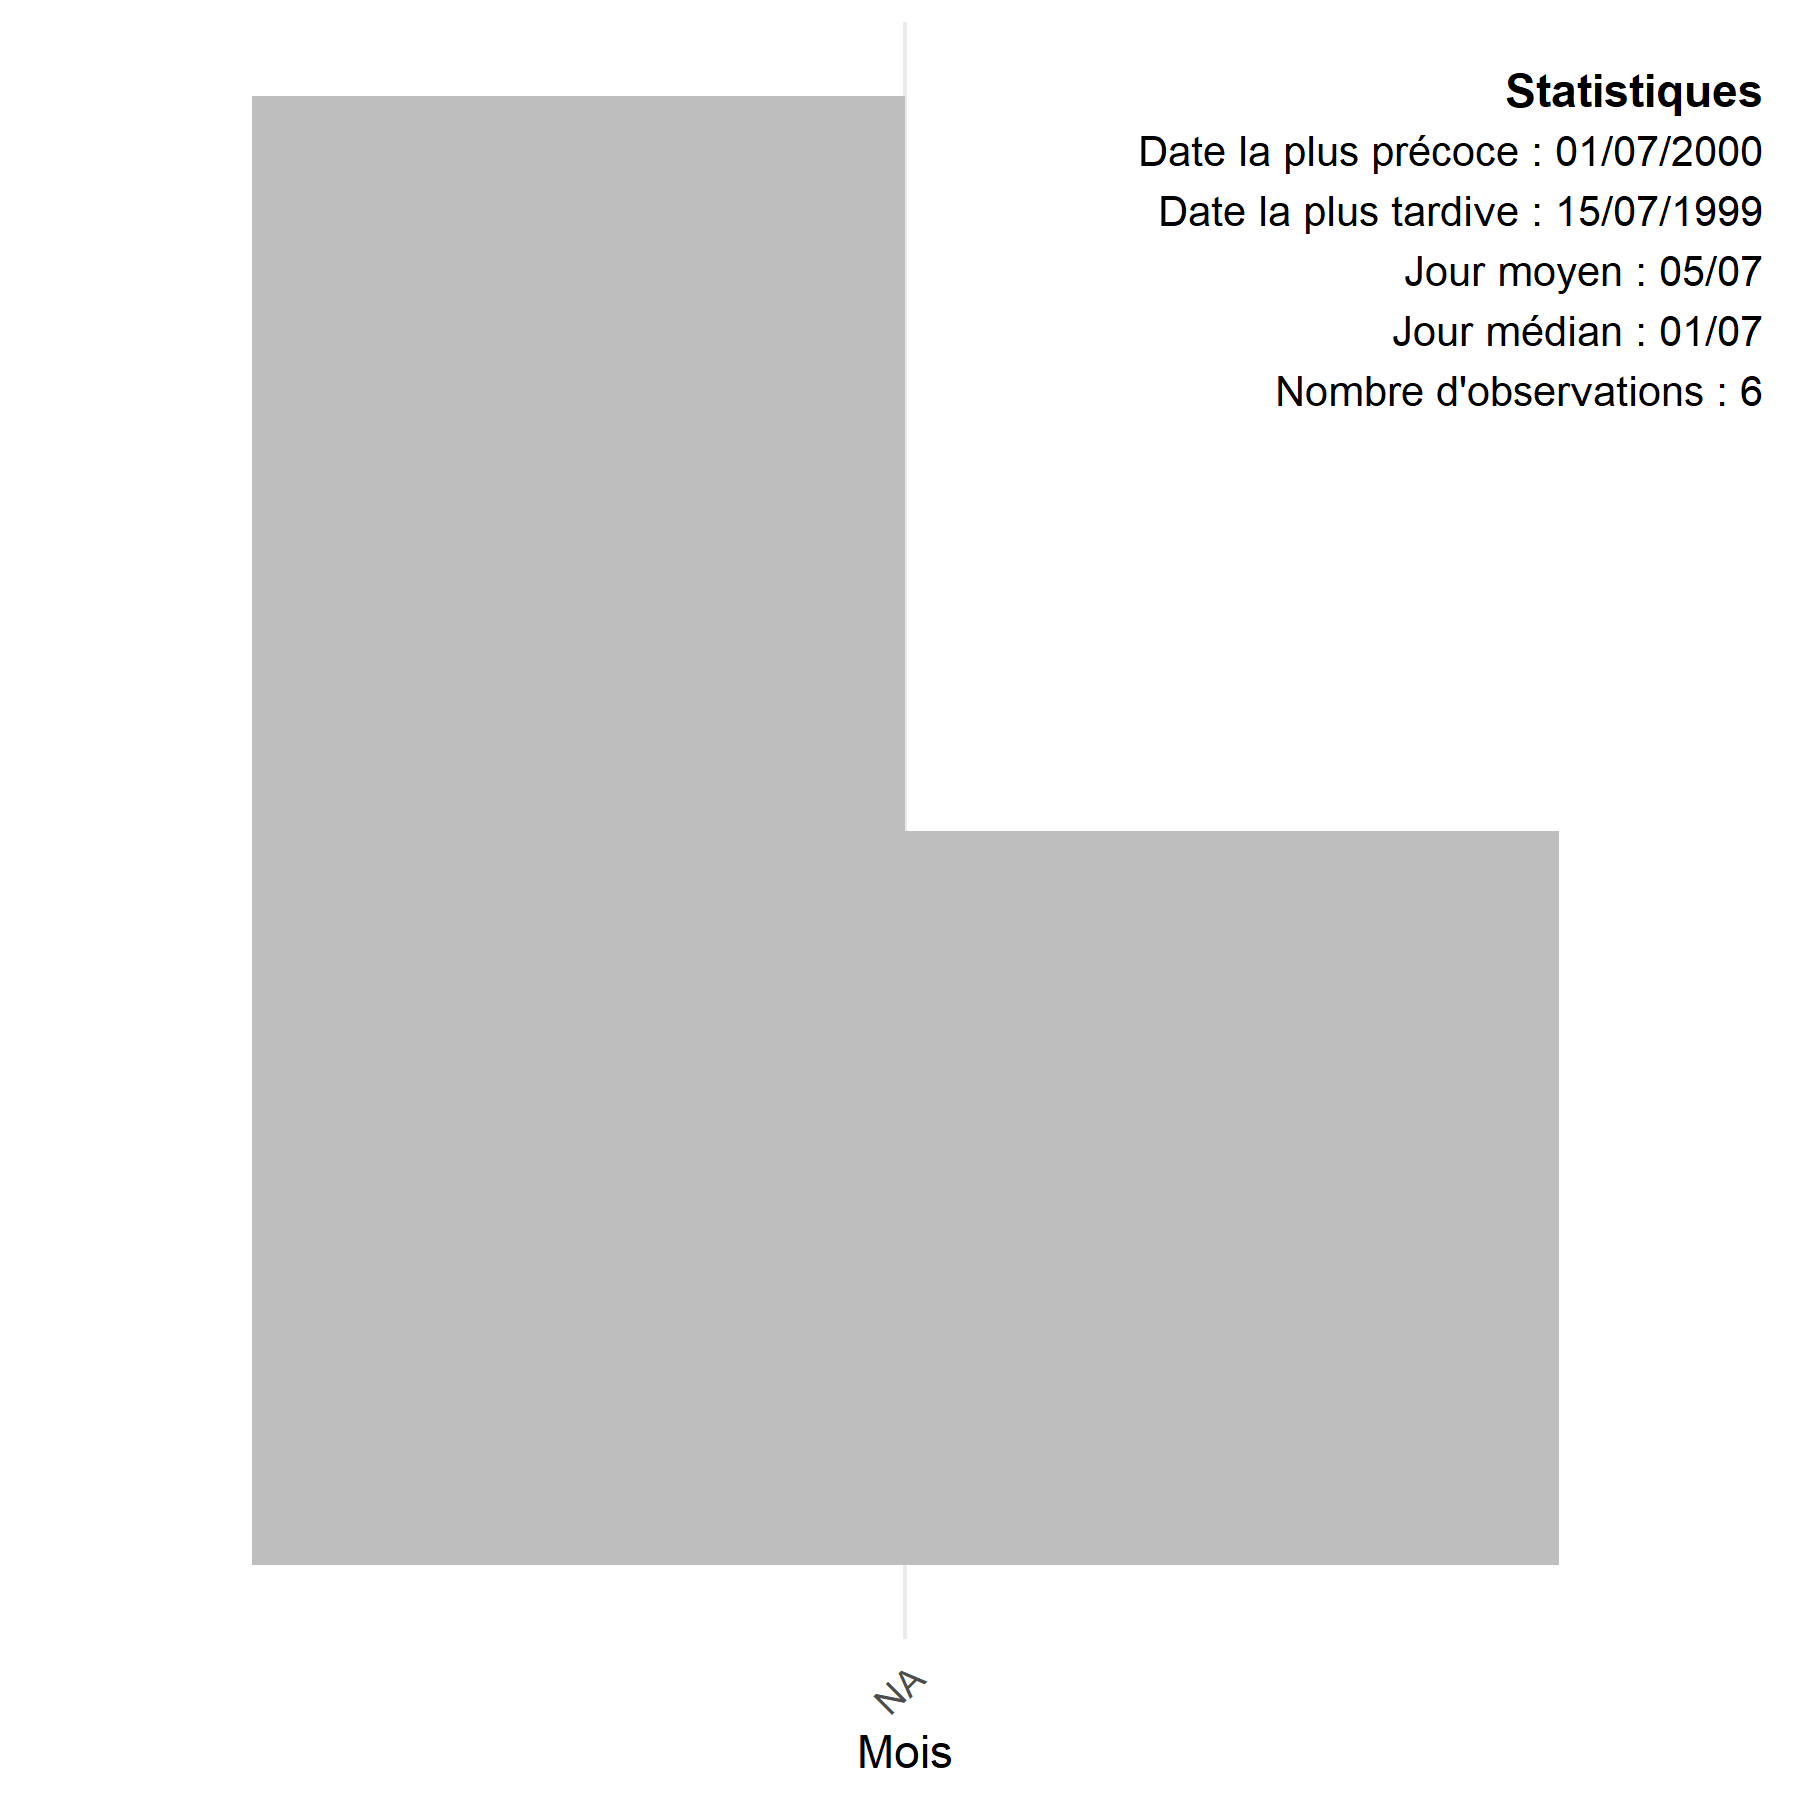 Statistiques
Date la plus précoce : 01/07/2000
Date la plus tardive : 15/07/1999
Jour moyen : 05/07
Jour médian : 01/07
Nombre d'observations : 6
NA
Mois